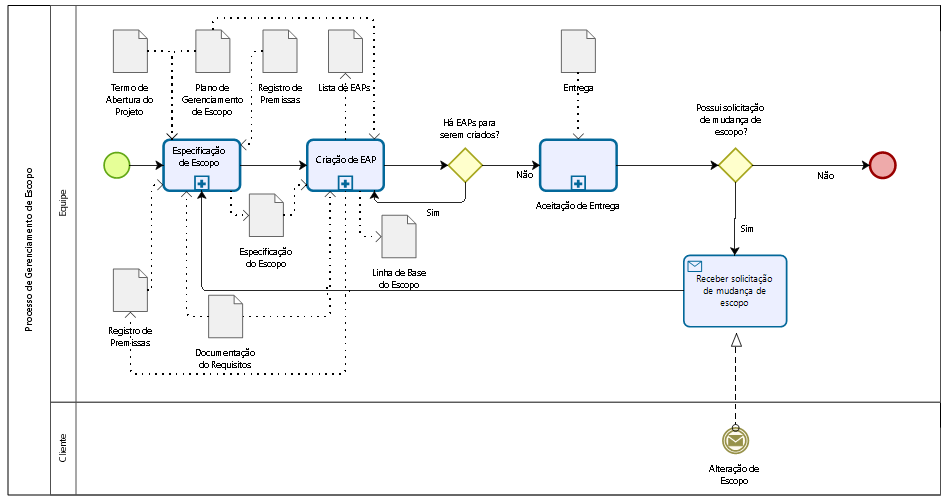 Processo de Gerenciamento de Escopo
Equipe
Termo de
Abertura do
Projeto
Plano de
Gerenciamento
de Escopo
Registro de
Premissas
Lista de EAPs
Entrega
Há EAPs para
serem criados?
Possui solicitação
de mudança de
escopo?
Especificação
de Escopo
Criação de EAP
Não
Aceitação de Entrega
Não
Sim
Sim
Especificação
do Escopo
Linha de Base
do Escopo
Receber solicitação
de mudança de
escopo
Registro de
Premissas
Documentação
do Requisitos
Cliente
Alteração de
Escopo